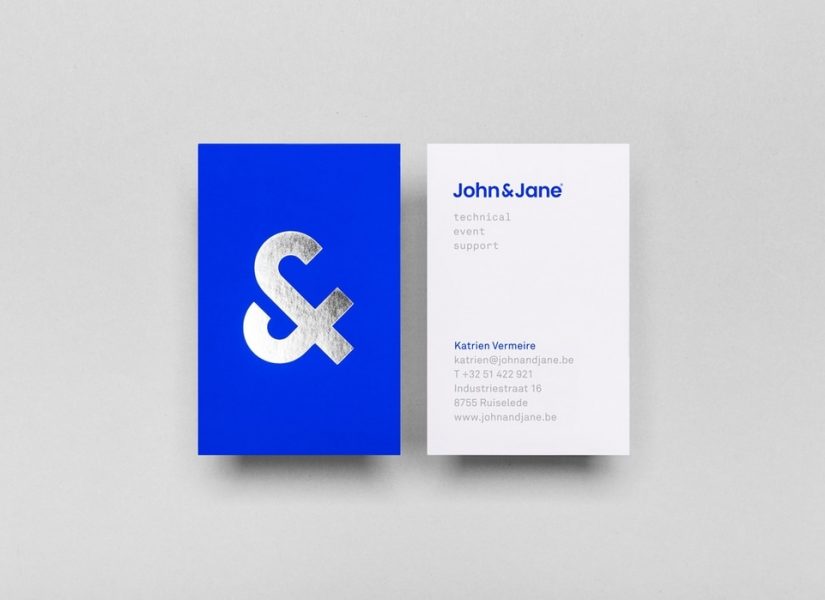 &
John&Jane®
technical
event
support
Katrien Vermeire
katrien@johnandjane.be
T +32 51 422 921
Industriestraat 16
8755 Ruiselede
www.johnandjane.be